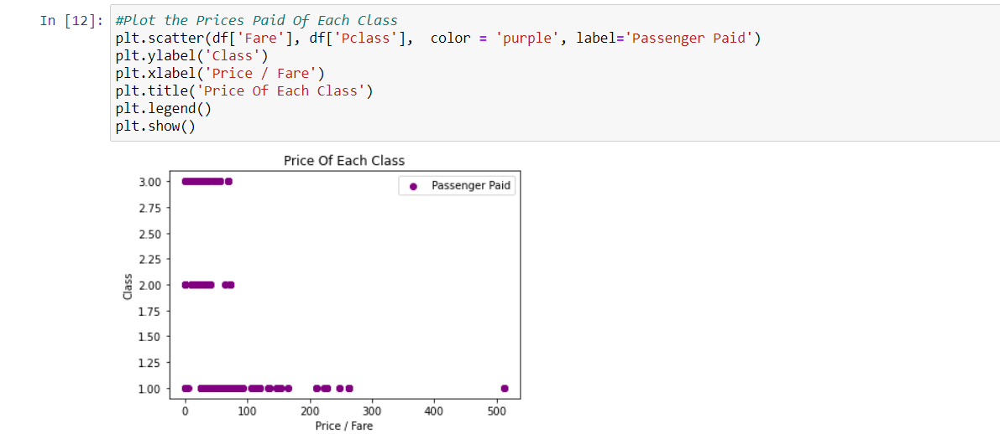 In [12]: #Plot the Prices Paid Of Each Class
plt.scatter(df['Fare'], df['Pclass'],  color = 'purple', label='Passenger Paid')
plt.ylabel('Class')
plt.xlabel('Price / Fare')
plt.title('Price Of Each Class')
plt.legend()
plt.show()
Price Of Each Class
Passenger Paid
Class
3.00
2.75
2.50
2.25
2.00
1.75
1.50
1.25
1.00
0 100 200 300 400 500
Price / Fare